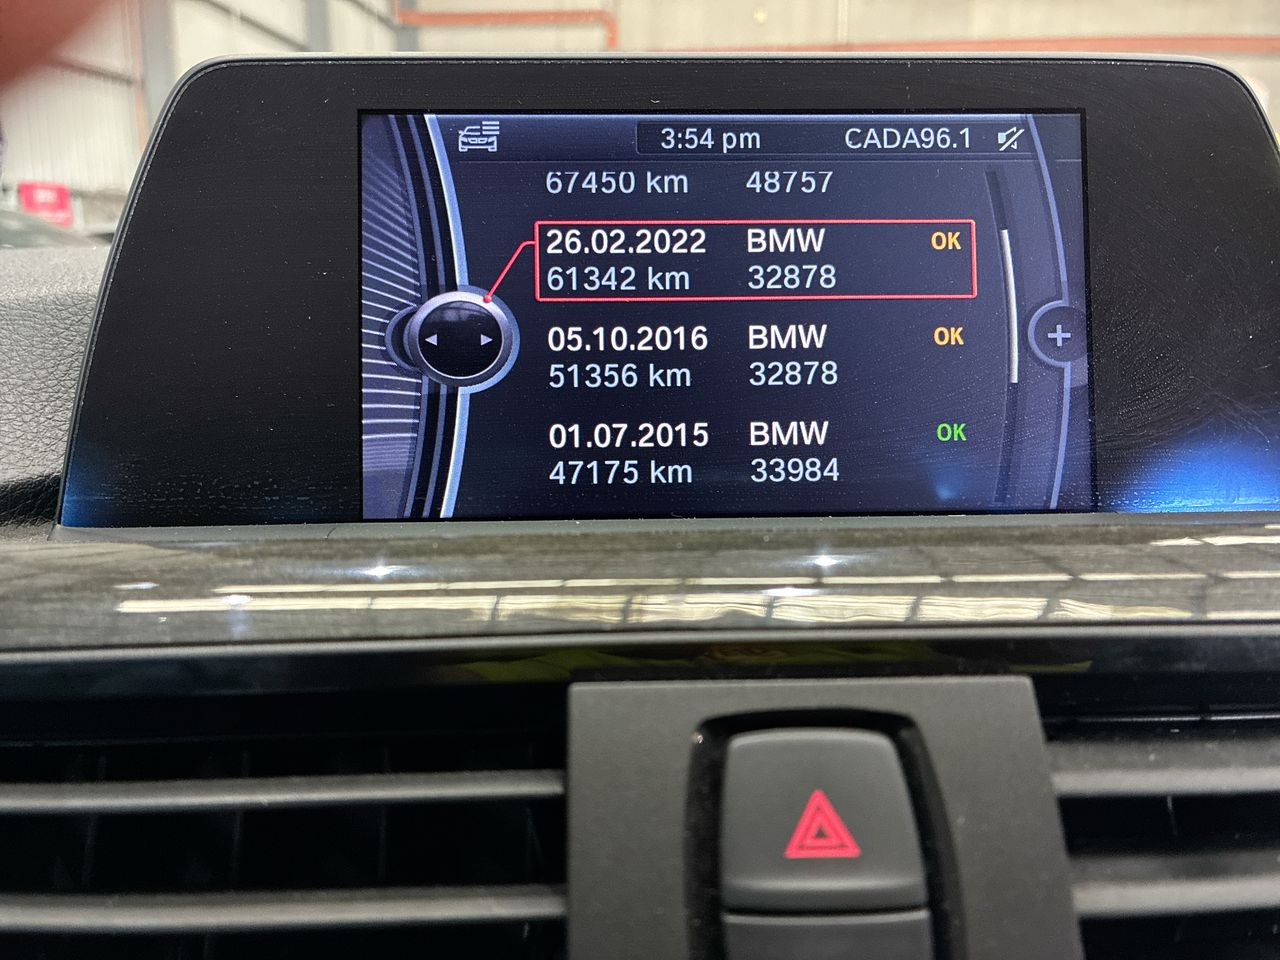 3:54 pm CADA96.1
67450 km 48757
26.02.2022 BMW OK
61342 km 32878
05.10.2016 BMW OK
51356 km 32878
01.07.2015 BMW OK
47175 km 33984